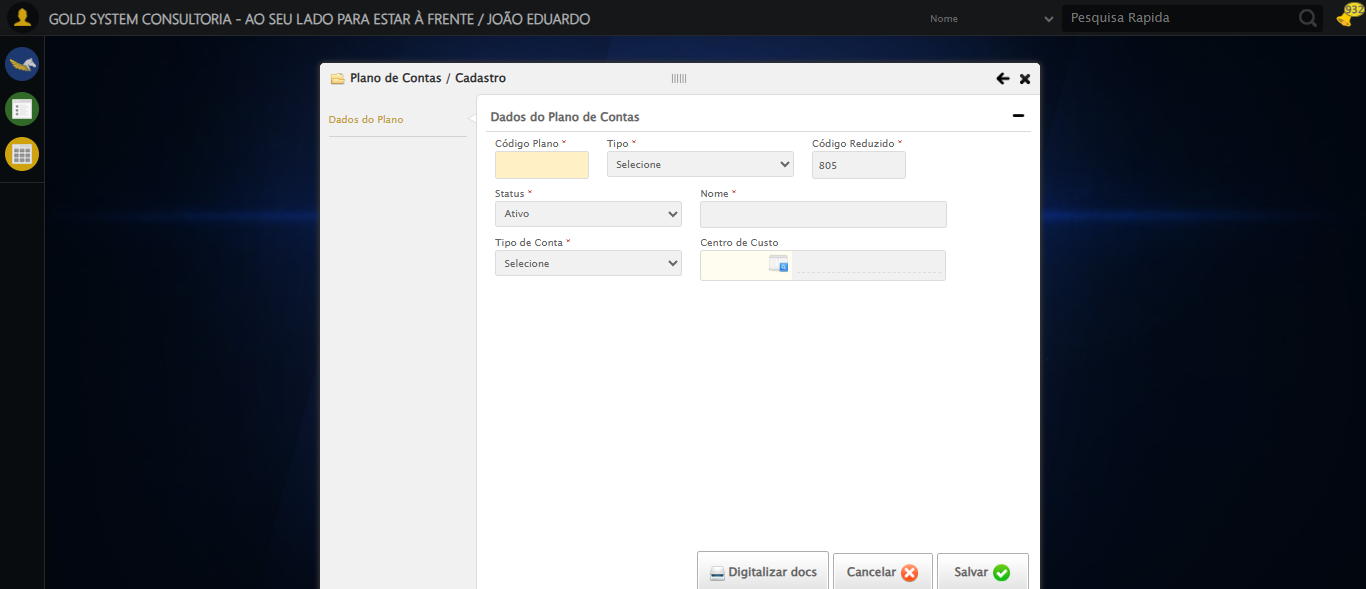 GOLD SYSTEM CONSULTORIA - AO SEU LADO PARA ESTAR À FRENTE / JOÃO EDUARDO
Nome
Pesquisa Rapida
932
Plano de Contas / Cadastro
Dados do Plano
Dados do Plano de Contas
Código Plano * Tipo * Código Reduzido *
Selecione 805
Status * Nome *
Ativo
Tipo de Conta * Centro de Custo
Selecione
Digitalizar docs Cancelar Salvar